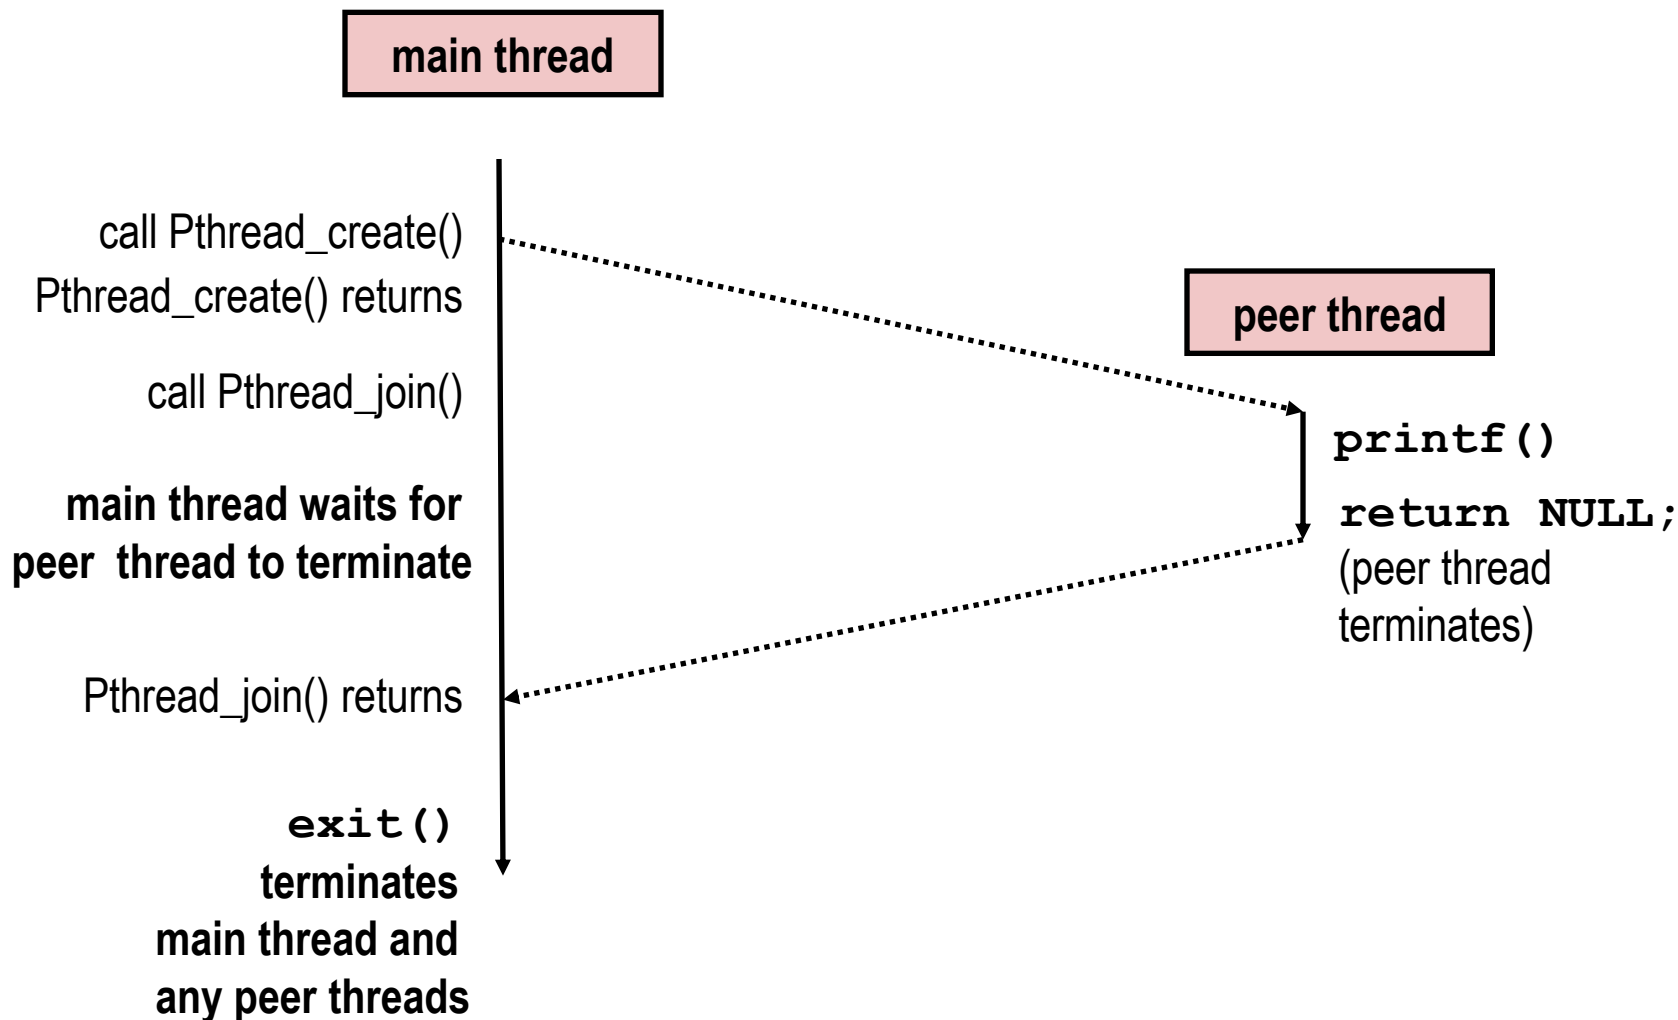 main thread
call Pthread_create()
Pthread_create() returns
peer thread
call Pthread_join()
printf()
main thread waits for
peer  thread to terminate
return NULL;
(peer thread
terminates)
Pthread_join() returns
exit()
terminates
main thread and
any peer threads